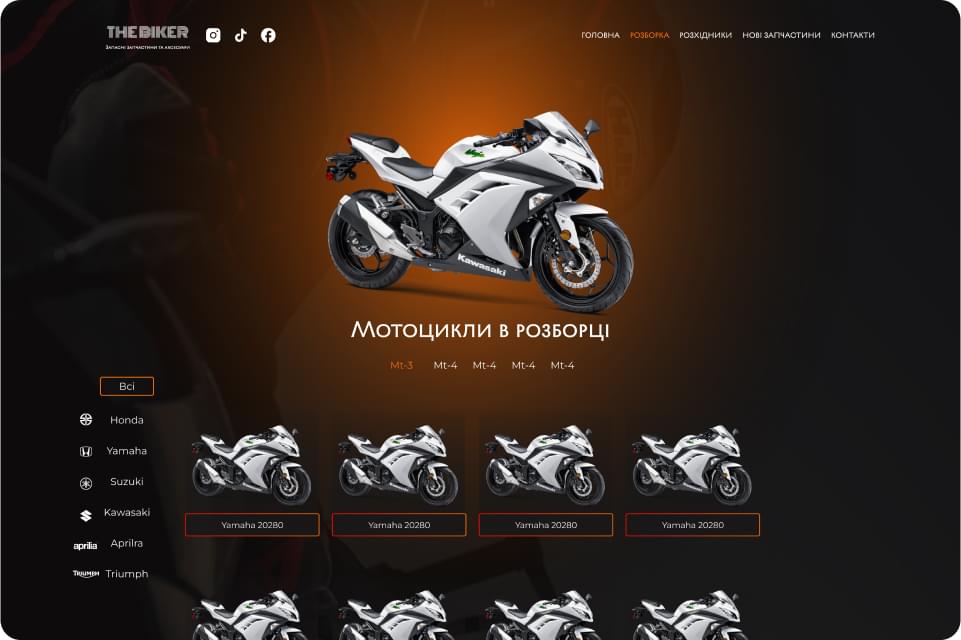 THE BIKER
ЗАПАСНІ ЗАПЧАСТИНИ ТА АКСЕСУАРИ
ГОЛОВНА РОЗБОРКА РОЗХІДНИКИ НОВІ ЗАПЧАСТИНИ КОНТАКТИ
Ninja
Kawasaki
Мотоцикли в розборці
Mt-3 Mt-4 Mt-4 Mt-4 Mt-4
Всі
Honda
Yamaha
Suzuki
Kawasaki
aprilia Aprilra
TRIUMPH Triumph
Yamaha 20280 Yamaha 20280 Yamaha 20280 Yamaha 20280